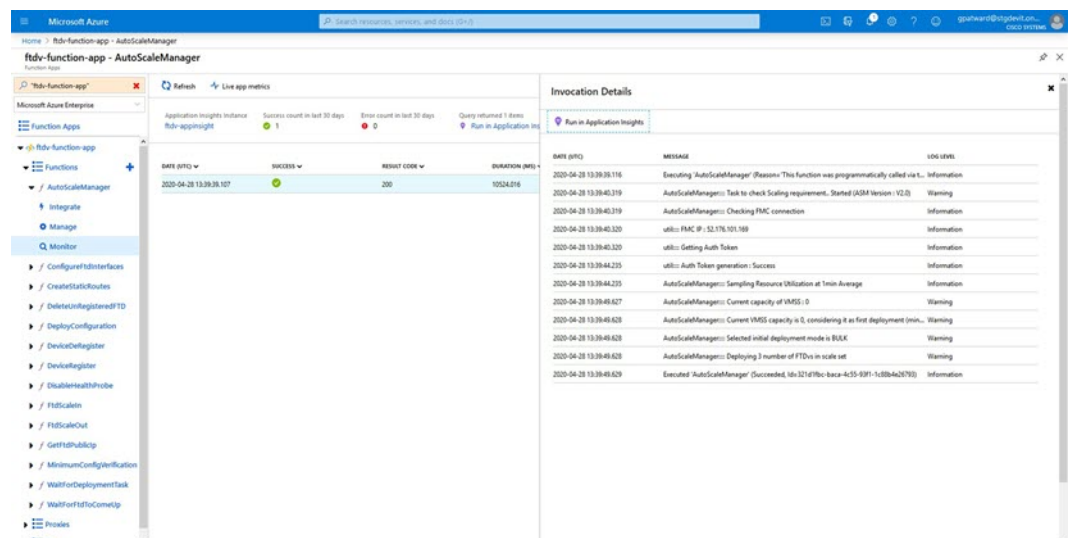 Microsoft Azure
Search resources, services, and docs (G+/)
gpatward@stgdevit.on...
CISCO SYSTEMS
Home > ftdv-function-app - AutoScaleManager
ftdv-function-app - AutoScaleManager
Function Apps
"ftdv-function-app"
Microsoft Azure Enterprise
Function Apps
ftdv-function-app
Functions
AutoScaleManager
Integrate
Manage
Monitor
ConfigureFtdInterfaces
CreateStaticRoutes
DeleteUnRegisteredFTD
DeployConfiguration
DeviceDeRegister
DeviceRegister
DisableHealthProbe
FtdScaleIn
FtdScaleOut
GetFtdPublicIp
MinimumConfigVerification
WaitForDeploymentTask
WaitForFtdToComeUp
Proxies
Refresh Live app metrics
Application Insights Instance
ftdv-appinsight
Success count in last 30 days
1
Error count in last 30 days
0
Query returned 1 items
Run in Application Ins
DATE (UTC) SUCCESS RESULT CODE DURATION (MS)
2020-04-28 13:39:39.107 200 10524.016
Invocation Details
Run in Application Insights
DATE (UTC) MESSAGE LOG LEVEL
2020-04-28 13:39:39.116 Executing 'AutoScaleManager' (Reason='This function was programmatically called via t... Information
2020-04-28 13:39:40.319 AutoScaleManager::: Task to check Scaling requirement.. Started (ASM Version : V2.0) Warning
2020-04-28 13:39:40.319 AutoScaleManager::: Checking FMC connection Information
2020-04-28 13:39:40.320 util::: FMC IP : 52.176.101.169 Information
2020-04-28 13:39:40.320 util::: Getting Auth Token Information
2020-04-28 13:39:44.235 util::: Auth Token generation : Success Information
2020-04-28 13:39:44.235 AutoScaleManager::: Sampling Resource Utilization at 1min Average Information
2020-04-28 13:39:49.627 AutoScaleManager::: Current capacity of VMSS : 0 Warning
2020-04-28 13:39:49.628 AutoScaleManager::: Current VMSS capacity is 0, considering it as first deployment (min... Warning
2020-04-28 13:39:49.628 AutoScaleManager::: Selected initial deployment mode is BULK Warning
2020-04-28 13:39:49.628 AutoScaleManager::: Deploying 3 number of FTDvs in scale set Warning
2020-04-28 13:39:49.629 Executed 'AutoScaleManager' (Succeeded, Id=321d1fbc-baca-4c55-93f1-1c88b4e26793) Information